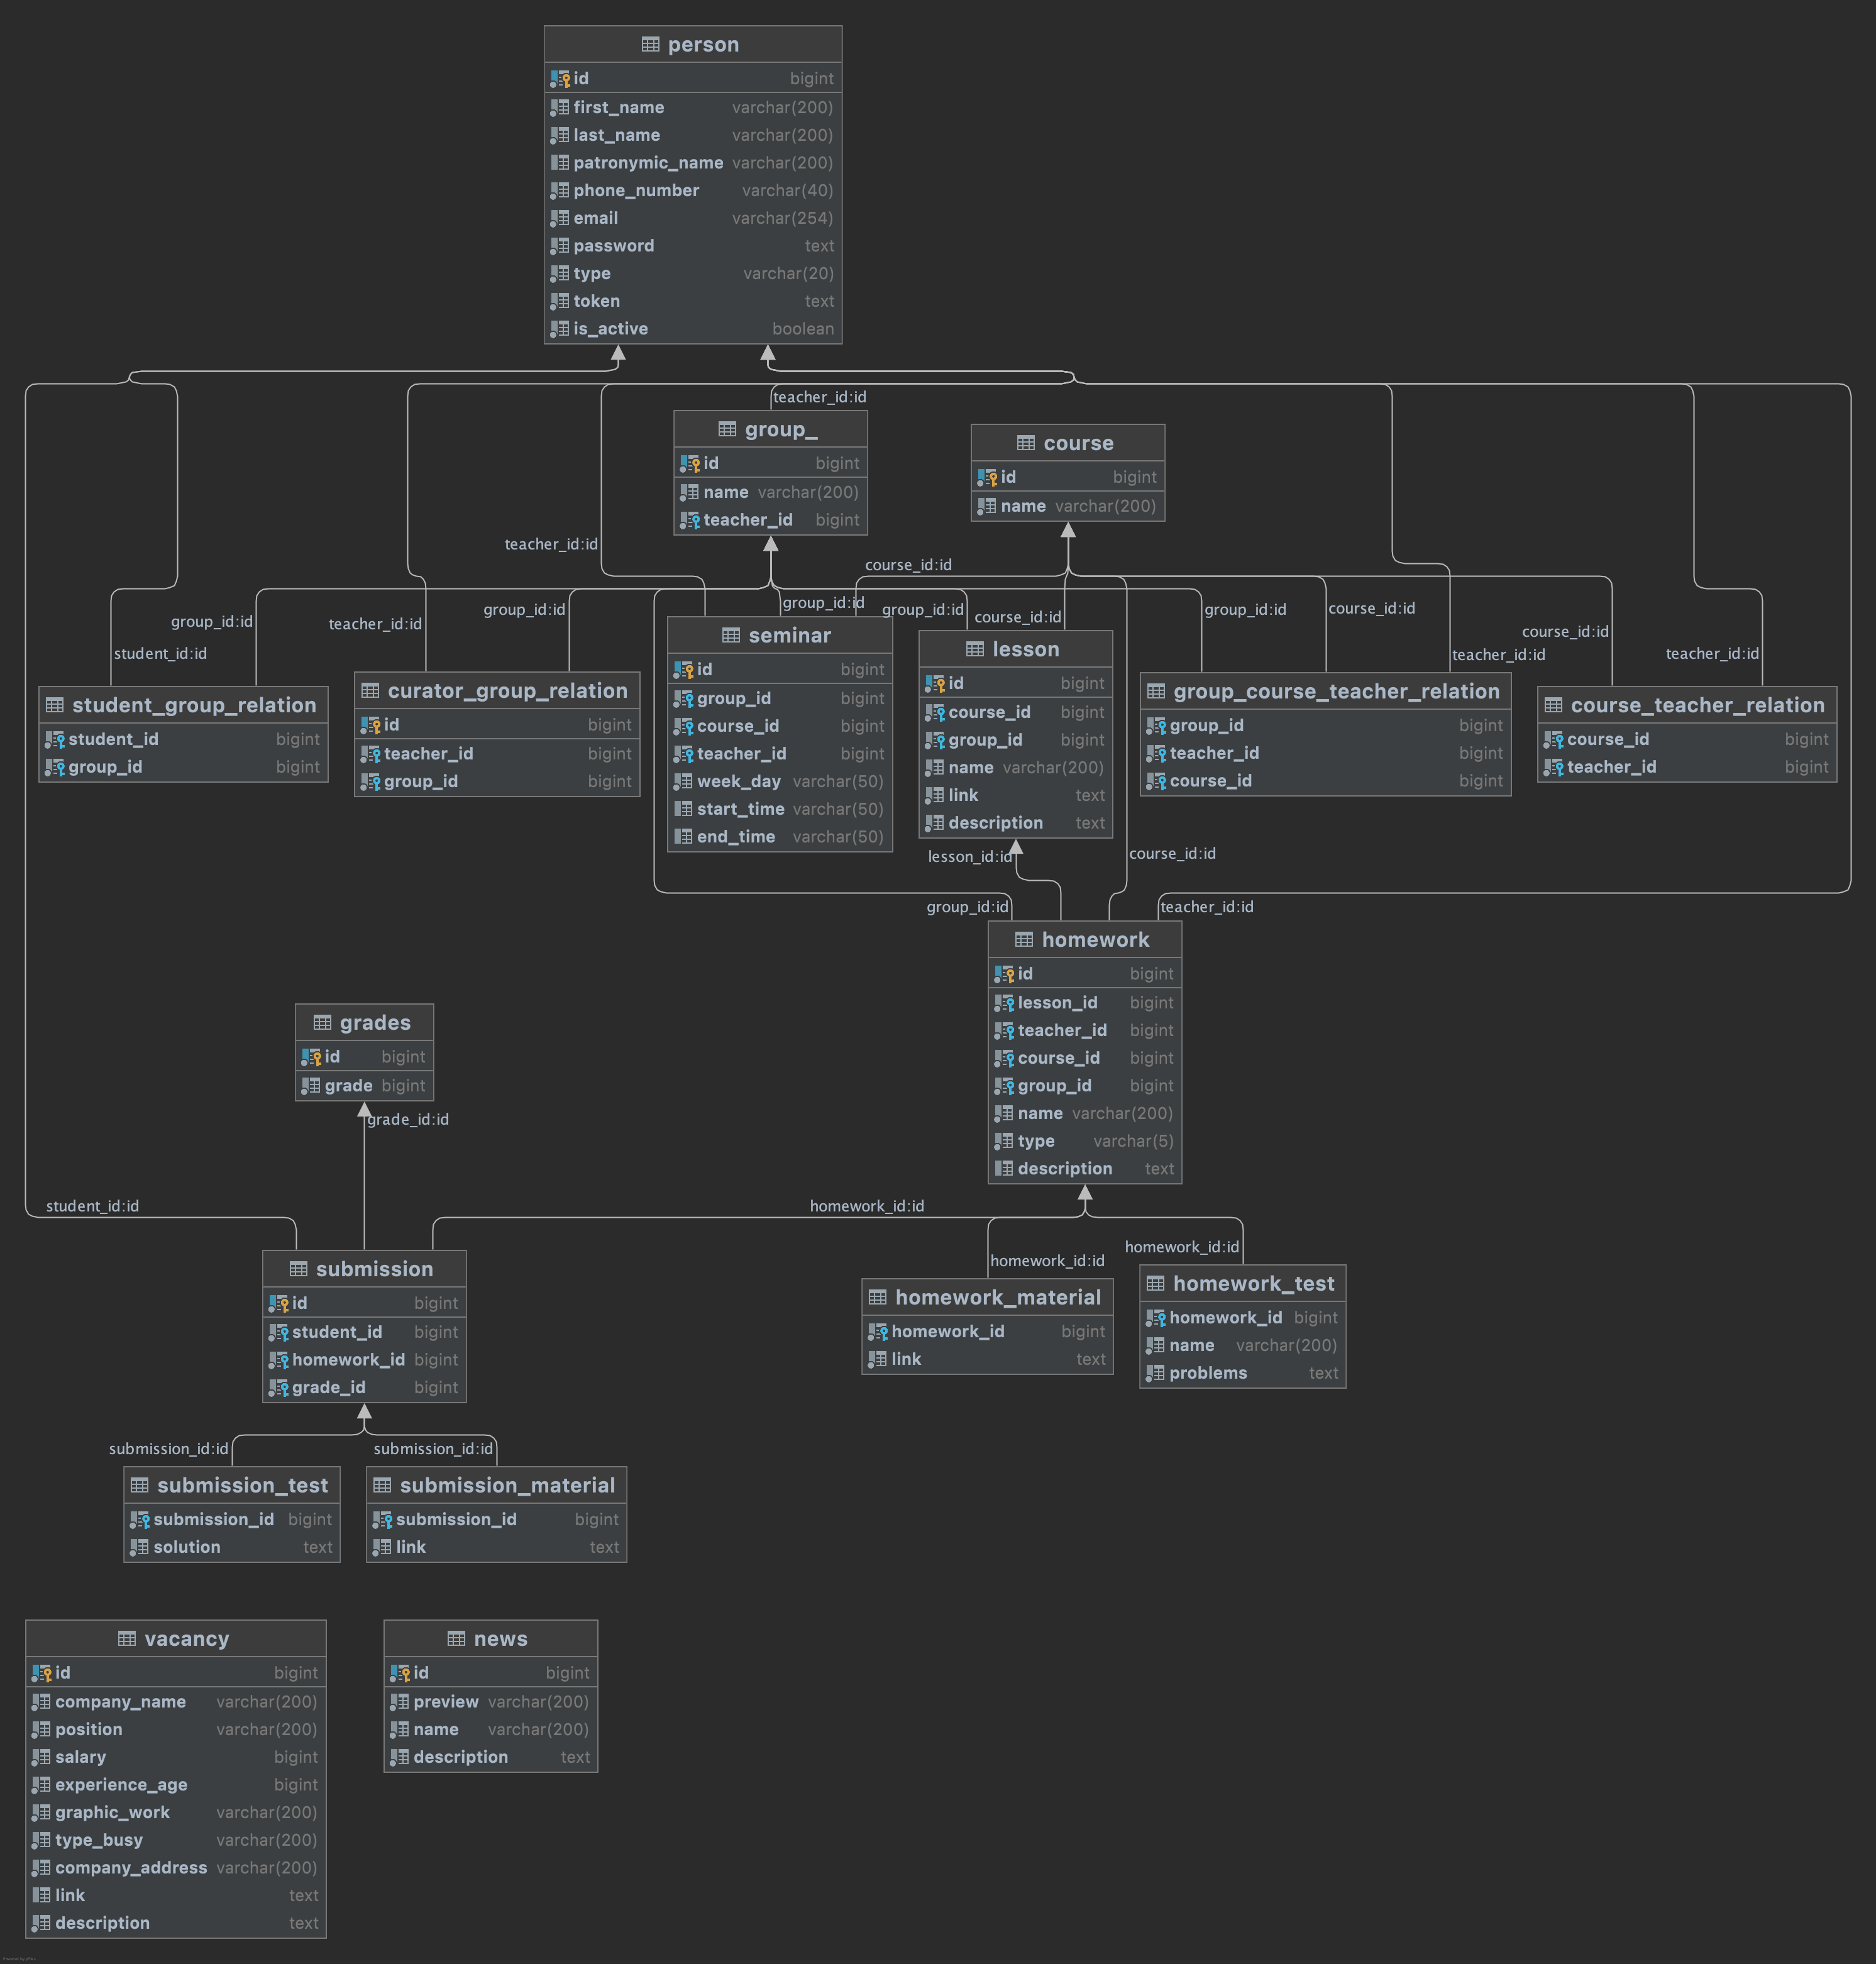 person
id bigint
first_name varchar(200)
last_name varchar(200)
patronymic_name varchar(200)
phone_number varchar(40)
email varchar(254)
password text
type varchar(20)
token text
is_active boolean
teacher_id:id
group_
id bigint
name varchar(200)
teacher_id bigint
course
id bigint
name varchar(200)
teacher_id:id
course_id:id
group_id:id
group_id:id
group_id:id
group_id:id
course_id:id
group_id:id
course_id:id
teacher_id:id
student_id:id
course_id:id
teacher_id:id
teacher_id:id
student_group_relation
student_id bigint
group_id bigint
curator_group_relation
id bigint
teacher_id bigint
group_id bigint
seminar
id bigint
group_id bigint
course_id bigint
teacher_id bigint
week_day varchar(50)
start_time varchar(50)
end_time varchar(50)
lesson
id bigint
course_id bigint
group_id bigint
name varchar(200)
link text
description text
group_course_teacher_relation
group_id bigint
teacher_id bigint
course_id bigint
course_teacher_relation
course_id bigint
teacher_id bigint
lesson_id:id
course_id:id
group_id:id
teacher_id:id
homework
id bigint
lesson_id bigint
teacher_id bigint
course_id bigint
group_id bigint
name varchar(200)
type varchar(5)
description text
grades
id bigint
grade bigint
grade_id:id
student_id:id
homework_id:id
homework_id:id
homework_id:id
submission
id bigint
student_id bigint
homework_id bigint
grade_id bigint
homework_material
homework_id bigint
link text
homework_test
homework_id bigint
name varchar(200)
problems text
submission_id:id
submission_id:id
submission_test
submission_id bigint
solution text
submission_material
submission_id bigint
link text
vacancy
id bigint
company_name varchar(200)
position varchar(200)
salary bigint
experience_age bigint
graphic_work varchar(200)
type_busy varchar(200)
company_address varchar(200)
link text
description text
news
id bigint
preview varchar(200)
name varchar(200)
description text